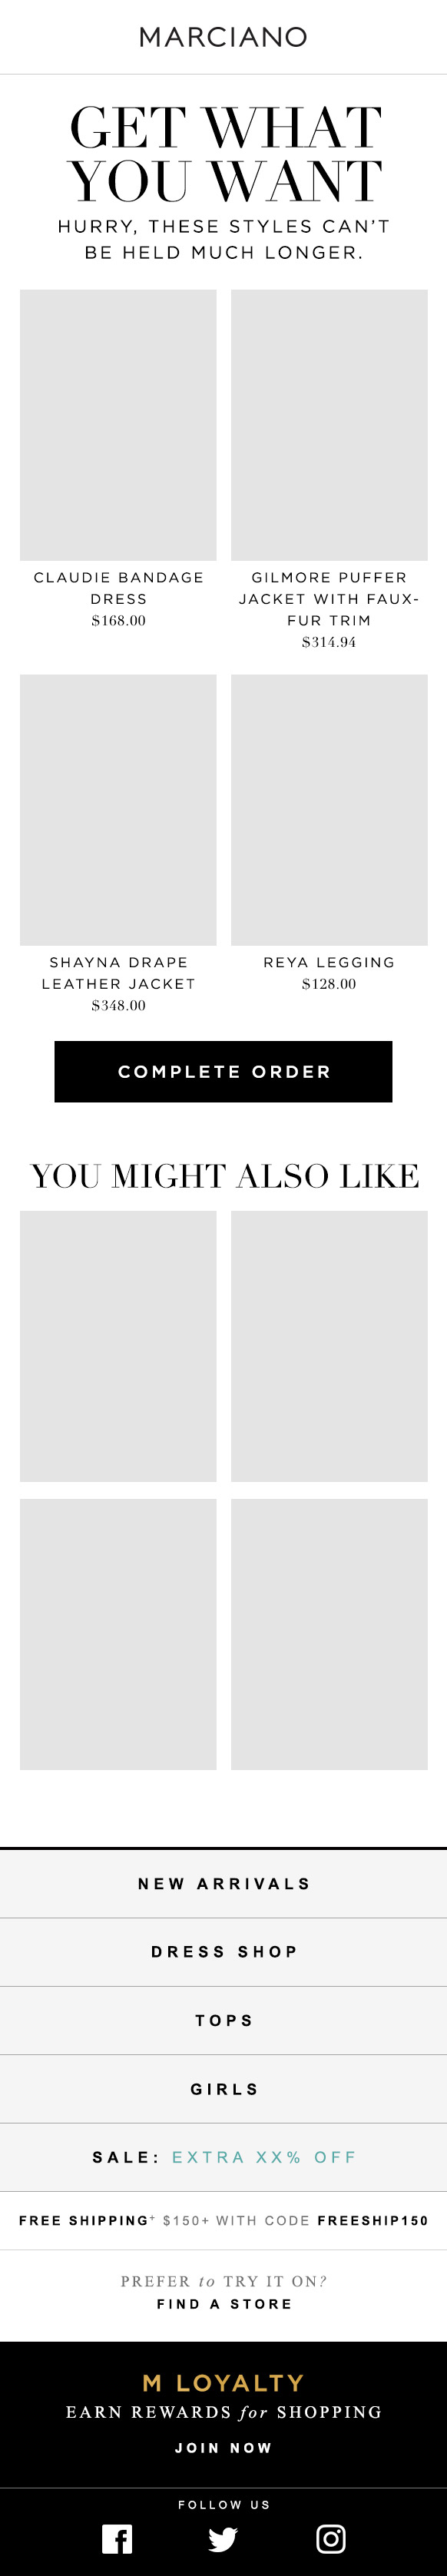 MARCIANO
GET WHAT
YOU WANT
HURRY, THESE STYLES CAN'T
BE HELD MUCH LONGER.
CLAUDIE BANDAGE
DRESS
$168.00
GILMORE PUFFER
JACKET WITH FAUX-
FUR TRIM
$314.94
SHAYNA DRAPE
LEATHER JACKET
$348.00
REYA LEGGING
$128.00
COMPLETE ORDER
YOU MIGHT ALSO LIKE
NEW ARRIVALS
DRESS SHOP
TOPS
GIRLS
SALE: EXTRA XX% OFF
FREE SHIPPING+ $150+ WITH CODE FREESHIP150
PREFER to TRY IT ON?
FIND A STORE
M LOYALTY
EARN REWARDS for SHOPPING
JOIN NOW
FOLLOW US